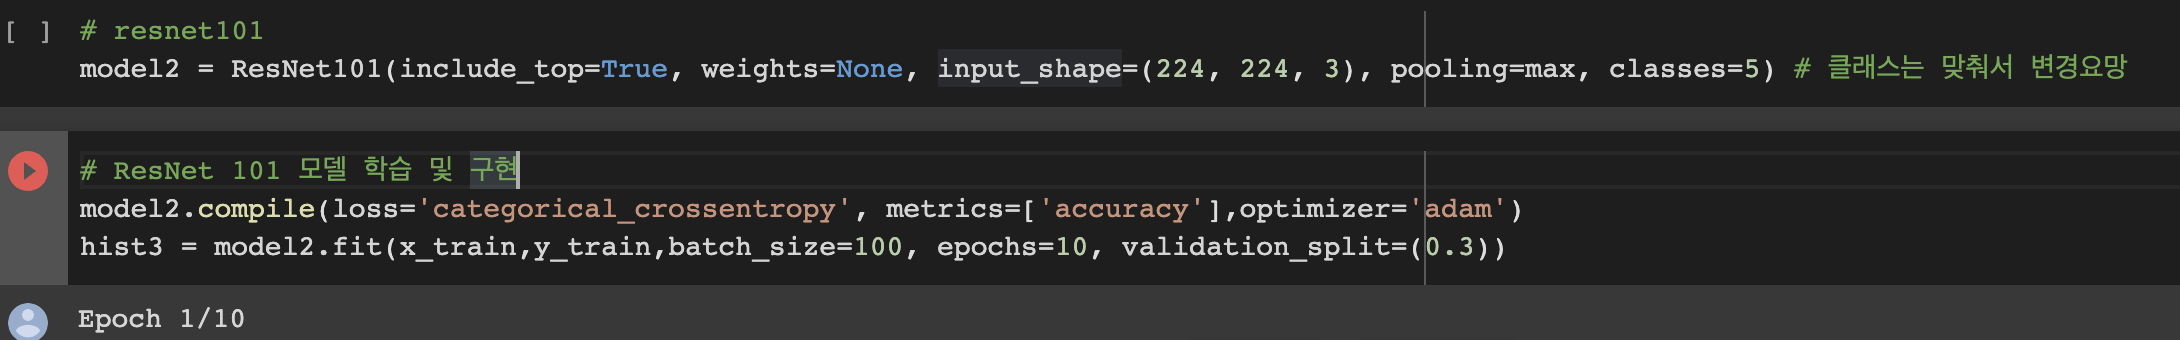 [ ] # resnet101
model2 = ResNet101(include_top=True, weights=None, input_shape=(224, 224, 3), pooling=max, classes=5) # 클래스는 맞춰서 변경요망
# ResNet 101 모델 학습 및 구현
model2.compile(loss='categorical_crossentropy', metrics=['accuracy'],optimizer='adam')
hist3 = model2.fit(x_train,y_train,batch_size=100, epochs=10, validation_split=(0.3))
Epoch 1/10